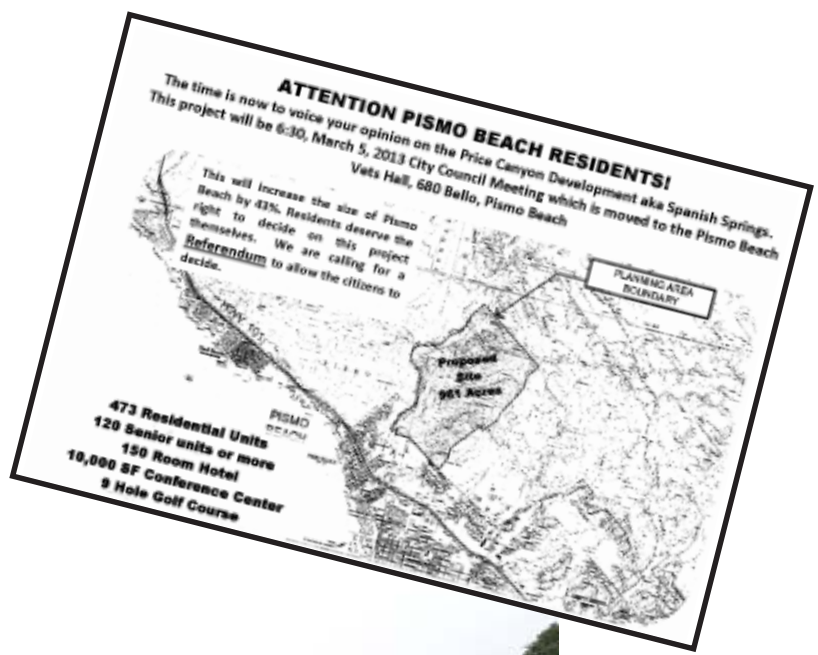 ATTENTION PISMO BEACH RESIDENTS!
The time is now to voice your opinion on the Price Canyon Development aka Spanish Springs.
This project will be 6:30, March 5, 2013 City Council Meeting which is moved to the Pismo Beach
Vets Hall, 680 Bello, Pismo Beach
This will increase the size of Pismo
Beach by 43%. Residents deserve the
right to decide on this project
themselves. We are calling for a
Referendum to allow the citizens to
decide.
PLANNING AREA
BOUNDARY
HWY 101
Proposed
Site
961 Acres
PISMO
BEACH
473 Residential Units
120 Senior units or more
150 Room Hotel
10,000 SF Conference Center
9 Hole Golf Course